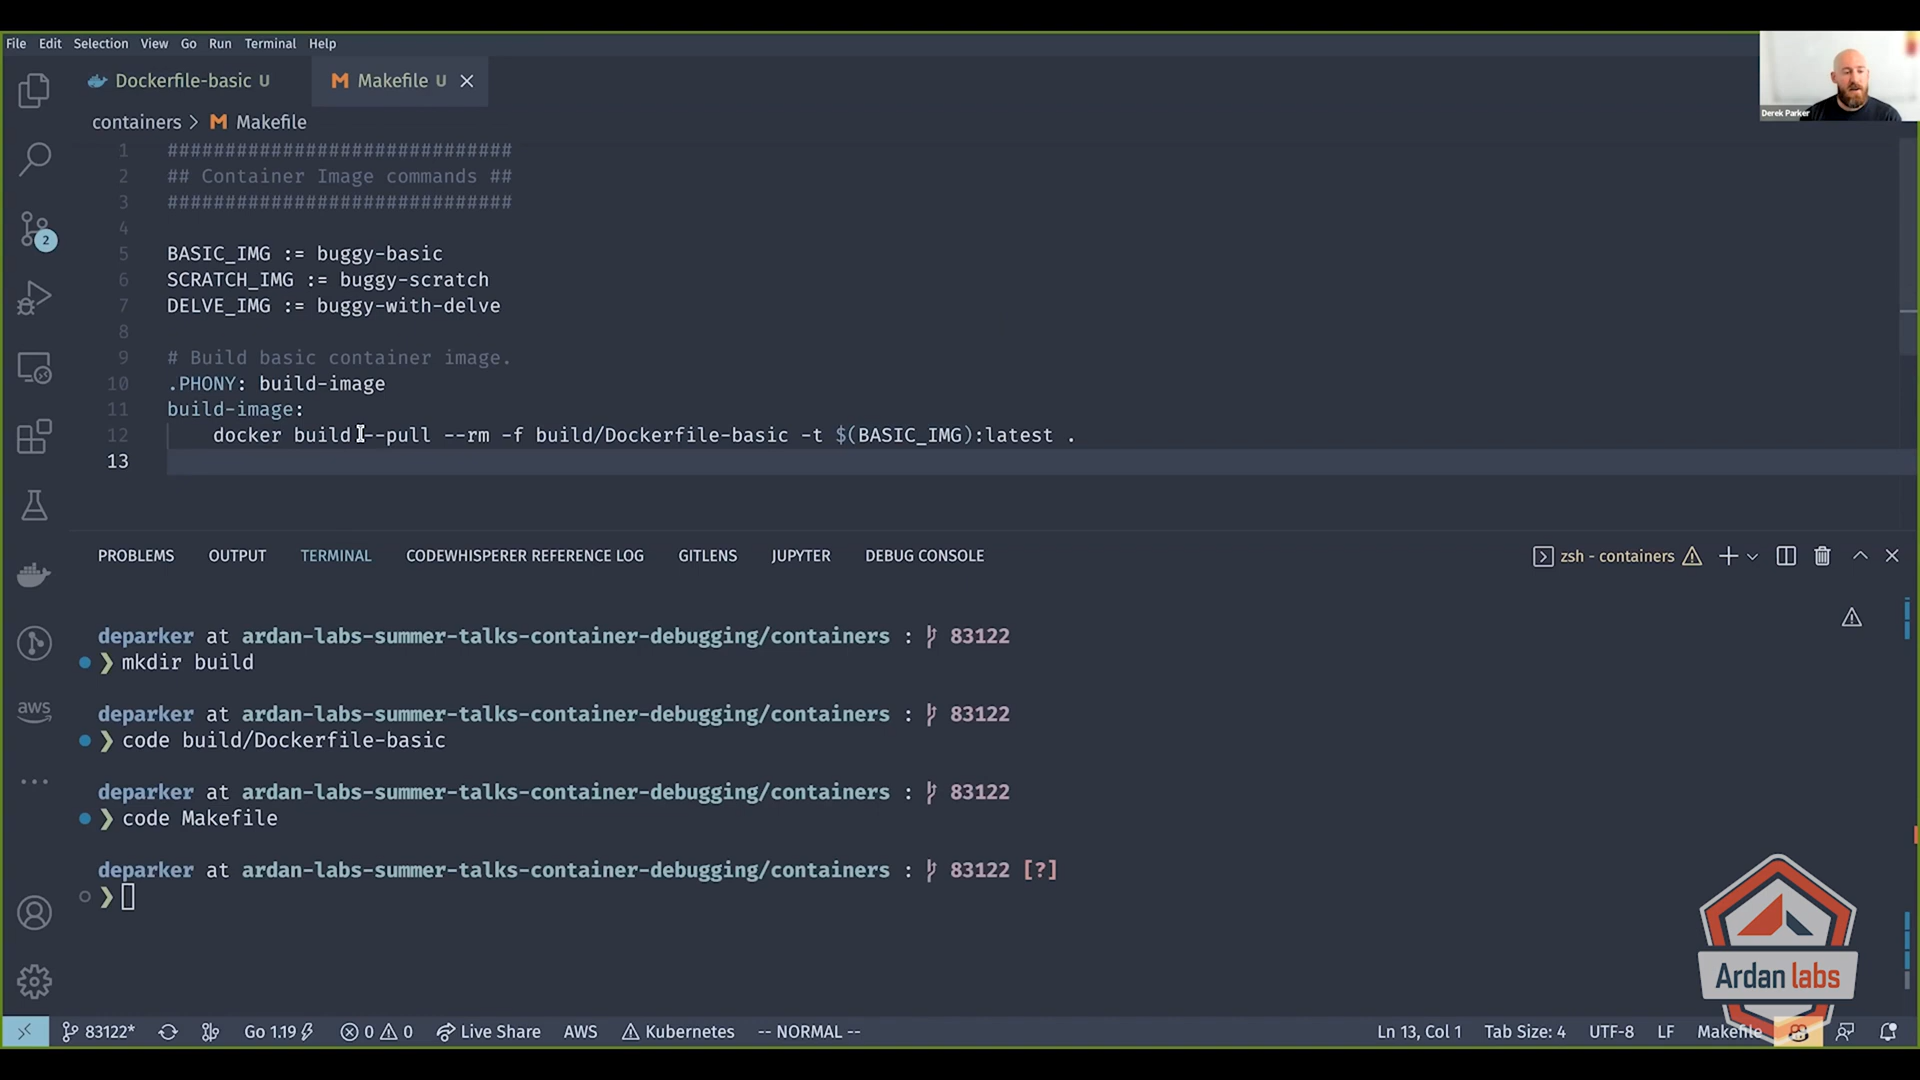 File Edit Selection View Go Run Terminal Help
Derek Parker
Dockerfile-basic U
Makefile U
containers > Makefile
1 ##############################
2 ## Container Image commands ##
3 ##############################
4
5 BASIC_IMG := buggy-basic
6 SCRATCH_IMG := buggy-scratch
7 DELVE_IMG := buggy-with-delve
8
9 # Build basic container image.
10 .PHONY: build-image
11 build-image:
12 docker build --pull --rm -f build/Dockerfile-basic -t $(BASIC_IMG):latest .
13
2
PROBLEMS OUTPUT TERMINAL CODEWHISPERER REFERENCE LOG GITLENS JUPYTER DEBUG CONSOLE
zsh - containers
deparker at ardan-labs-summer-talks-container-debugging/containers : 83122
❯ mkdir build
deparker at ardan-labs-summer-talks-container-debugging/containers : 83122
❯ code build/Dockerfile-basic
deparker at ardan-labs-summer-talks-container-debugging/containers : 83122
❯ code Makefile
deparker at ardan-labs-summer-talks-container-debugging/containers : 83122 [?]
❯
aws
Ardan labs
83122* Go 1.19 0 0 Live Share AWS Kubernetes -- NORMAL -- Ln 13, Col 1 Tab Size: 4 UTF-8 LF Makefile